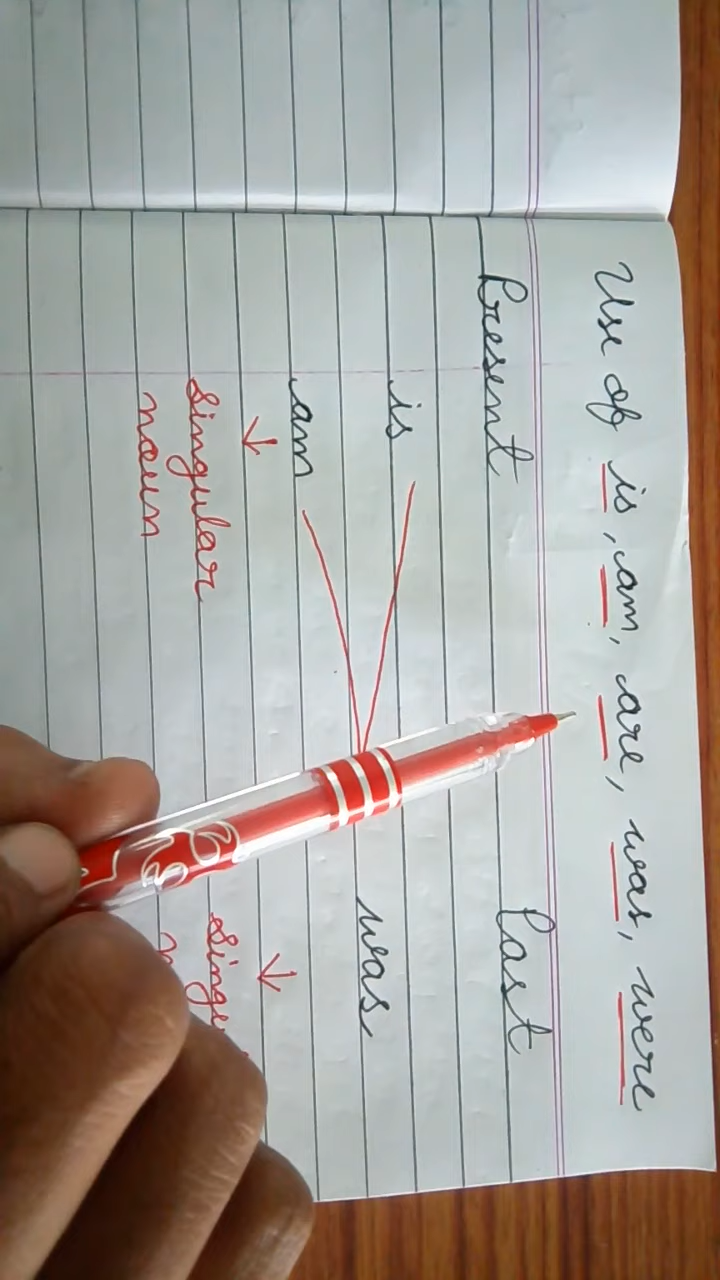 Use of is, am, are, was, were
Present Past
is
am was
↓ ↓
Singular
noun